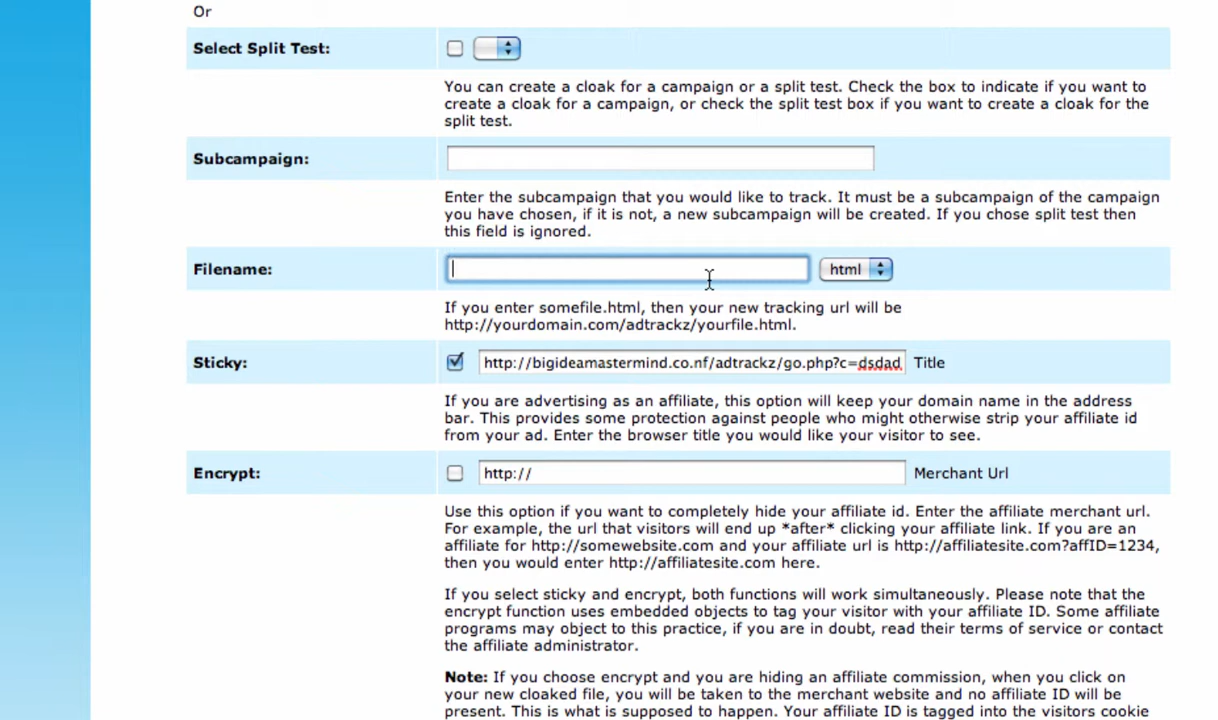 Or
Select Split Test:
You can create a cloak for a campaign or a split test. Check the box to indicate if you want to
create a cloak for a campaign, or check the split test box if you want to create a cloak for the
split test.
Subcampaign:
Enter the subcampaign that you would like to track. It must be a subcampaign of the campaign
you have chosen, if it is not, a new subcampaign will be created. If you chose split test then
this field is ignored.
Filename: html
If you enter somefile.html, then your new tracking url will be
http://yourdomain.com/adtrackz/yourfile.html.
Sticky: http://bigideamastermind.co.nf/adtrackz/go.php?c=dsdad Title
If you are advertising as an affiliate, this option will keep your domain name in the address
bar. This provides some protection against people who might otherwise strip your affiliate id
from your ad. Enter the browser title you would like your visitor to see.
Encrypt: http:// Merchant Url
Use this option if you want to completely hide your affiliate id. Enter the affiliate merchant url.
For example, the url that visitors will end up *after* clicking your affiliate link. If you are an
affiliate for http://somewebsite.com and your affiliate url is http://affiliatesite.com?affID=1234,
then you would enter http://affiliatesite.com here.
If you select sticky and encrypt, both functions will work simultaneously. Please note that the
encrypt function uses embedded objects to tag your visitor with your affiliate ID. Some affiliate
programs may object to this practice, if you are in doubt, read their terms of service or contact
the affiliate administrator.
Note: If you choose encrypt and you are hiding an affiliate commission, when you click on
your new cloaked file, you will be taken to the merchant website and no affiliate ID will be
present. This is what is supposed to happen. Your affiliate ID is tagged into the visitors cookie